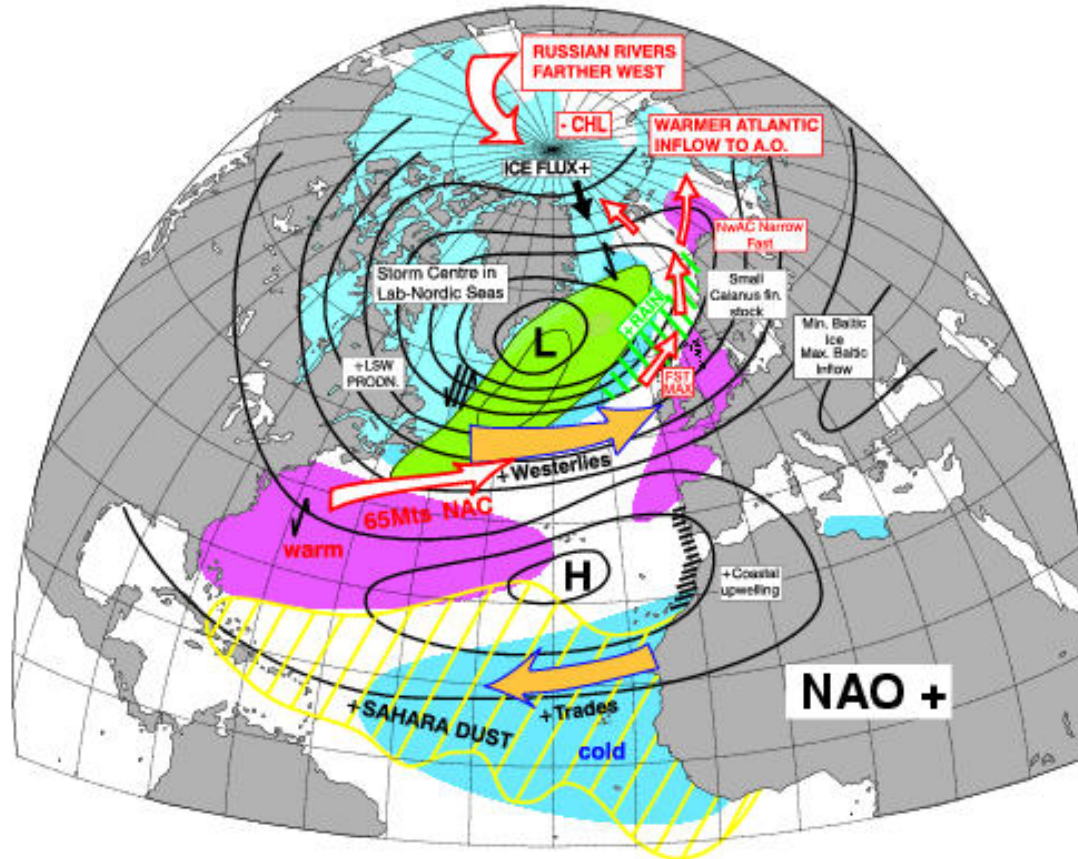 RUSSIAN RIVERS
FARTHER WEST
- CHL
WARMER ATLANTIC
INFLOW TO A.O.
ICE FLUX+
NwAC Narrow
Fast
Storm Centre in
Lab-Nordic Seas
Small
Calanus fin.
stock
+RAIN
L
Min. Baltic
Ice
Max. Baltic
Inflow
+LSW
PRODN.
FST
MAX
+Westerlies
65Mts NAC
warm
H
+Coastal
upwelling
NAO +
+SAHARA DUST
+Trades
cold